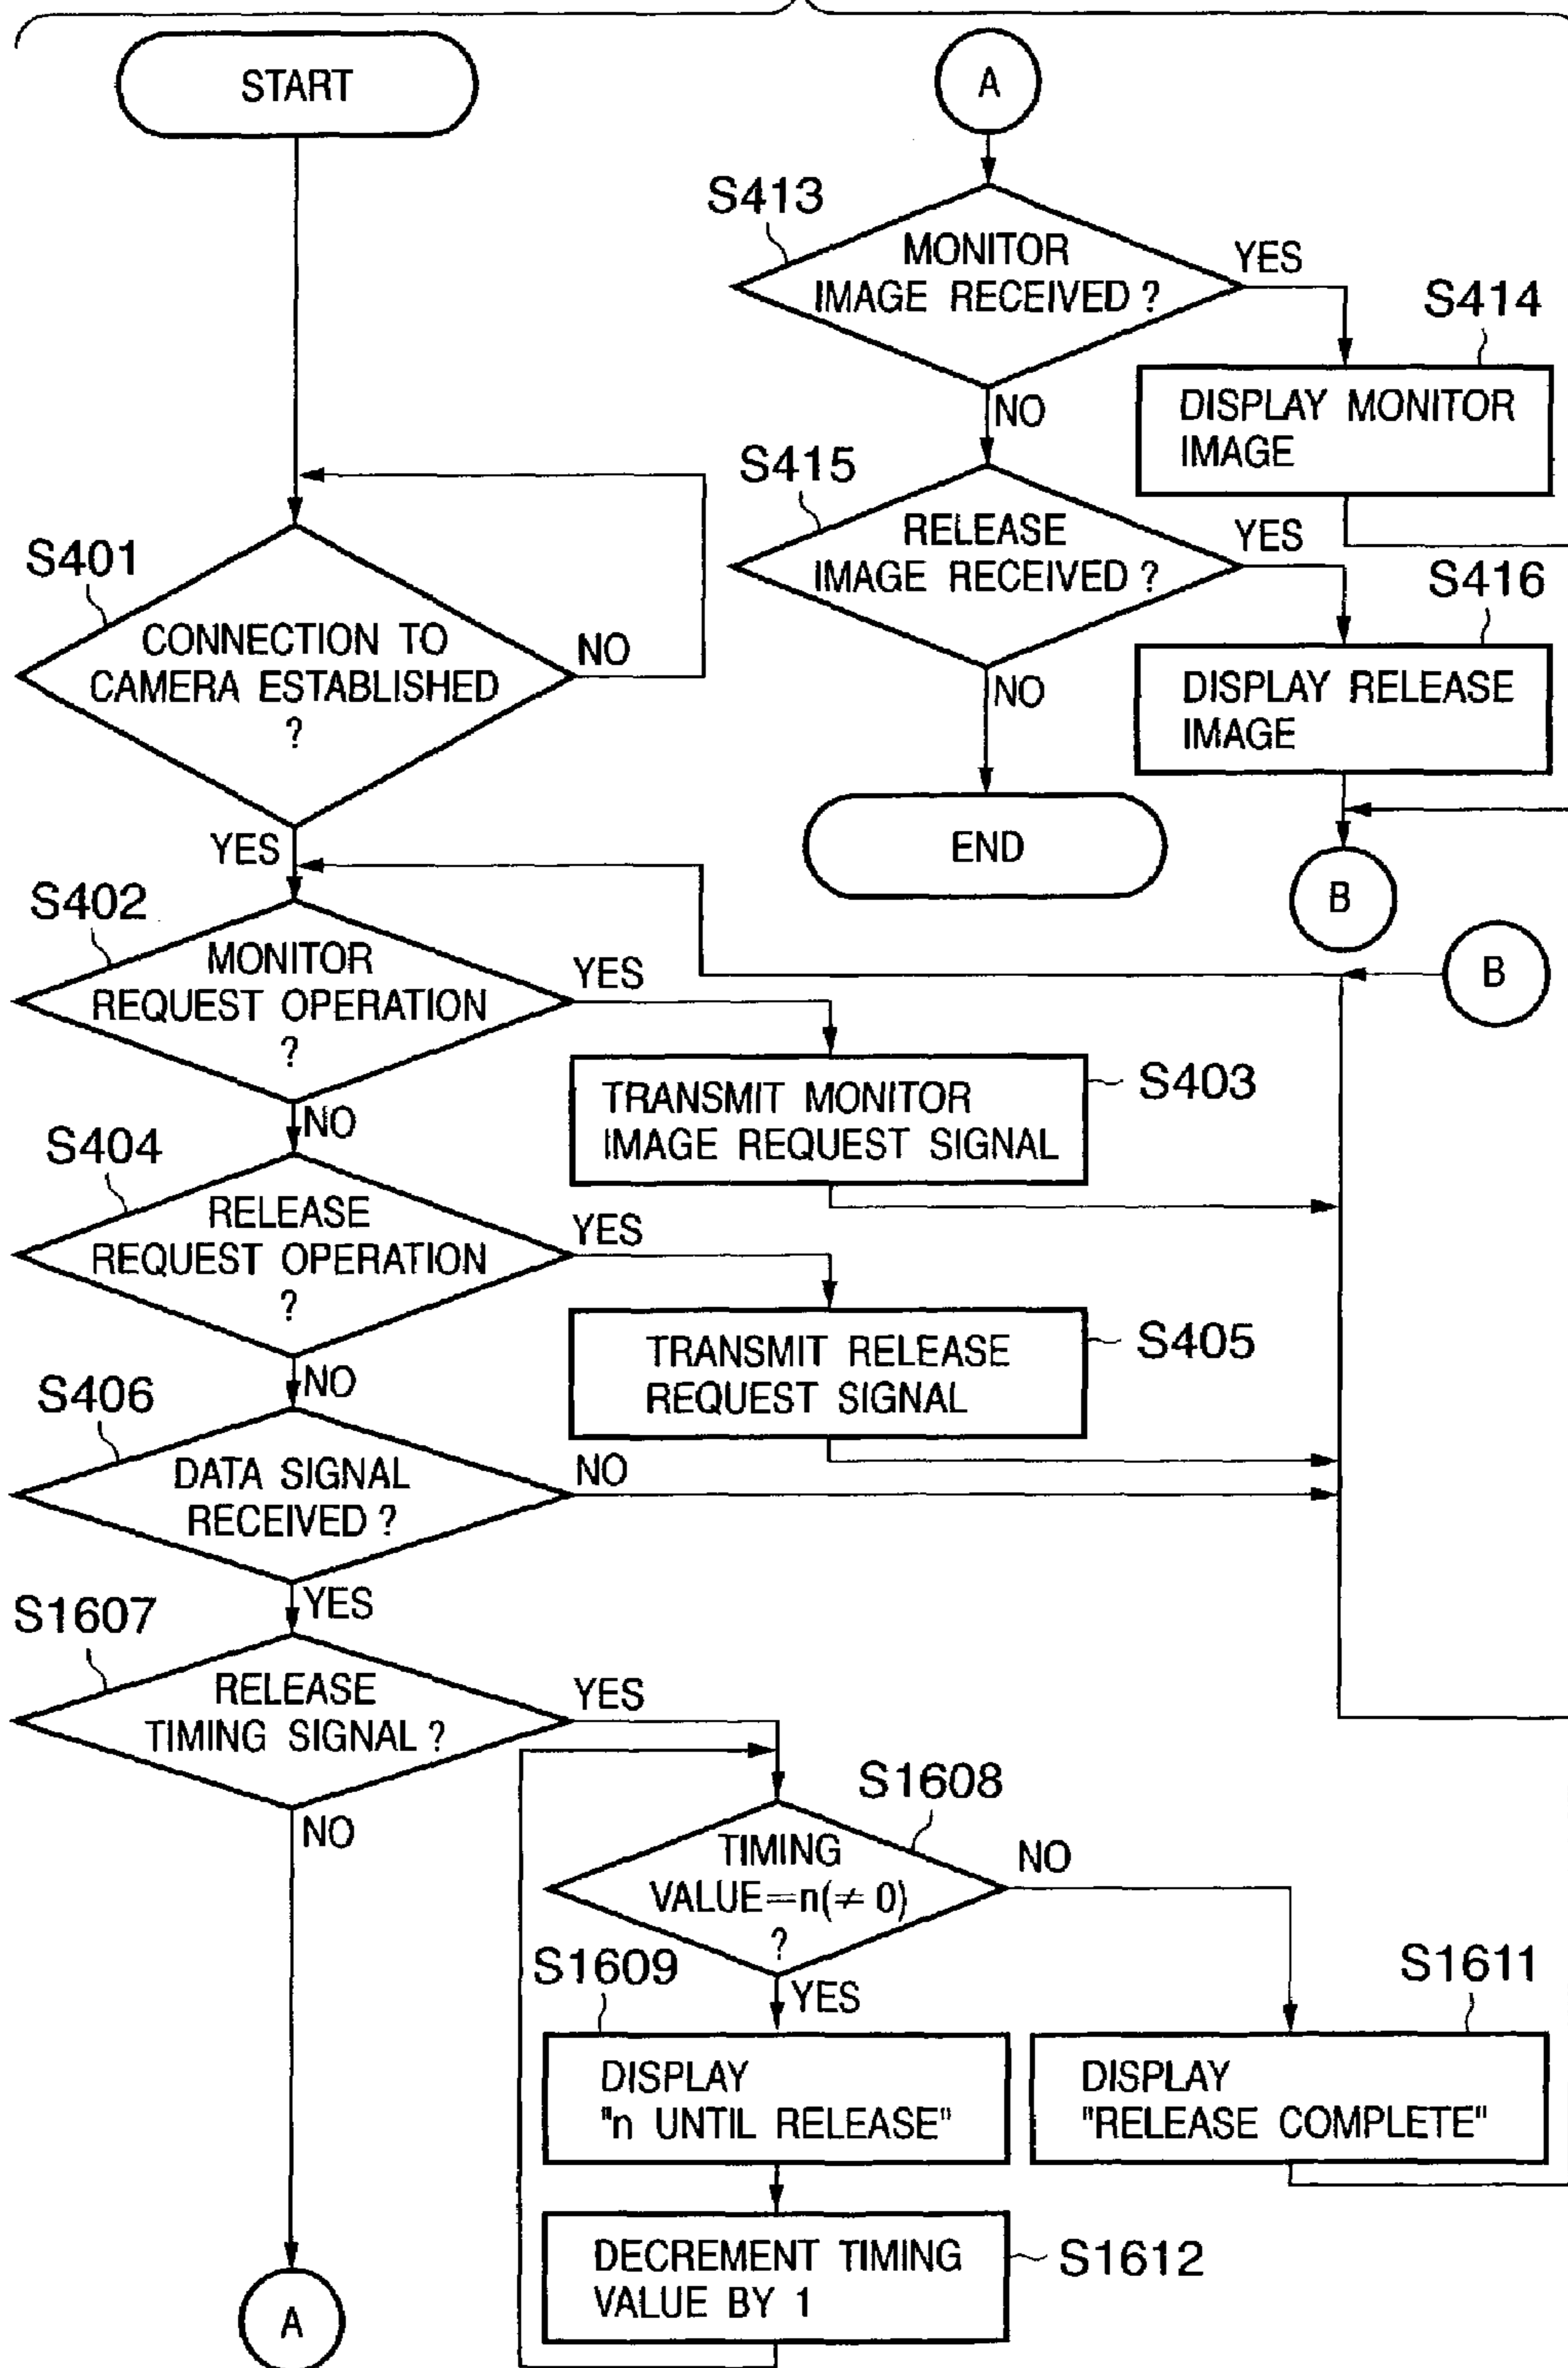 START
S401
CONNECTION TO
CAMERA ESTABLISHED
?
NO
YES
S402
MONITOR
REQUEST OPERATION
?
YES
TRANSMIT MONITOR
IMAGE REQUEST SIGNAL
S403
NO
S404
RELEASE
REQUEST OPERATION
?
YES
TRANSMIT RELEASE
REQUEST SIGNAL
S405
NO
S406
DATA SIGNAL
RECEIVED ?
NO
YES
S1607
RELEASE
TIMING SIGNAL ?
YES
NO
A
S1608
TIMING
VALUE=n(≠ 0)
?
NO
YES
S1609
DISPLAY
"n UNTIL RELEASE"
S1611
DISPLAY
"RELEASE COMPLETE"
DECREMENT TIMING
VALUE BY 1
S1612
A
S413
MONITOR
IMAGE RECEIVED ?
YES
S414
DISPLAY MONITOR
IMAGE
NO
S415
RELEASE
IMAGE RECEIVED ?
YES
S416
DISPLAY RELEASE
IMAGE
NO
END
B
B